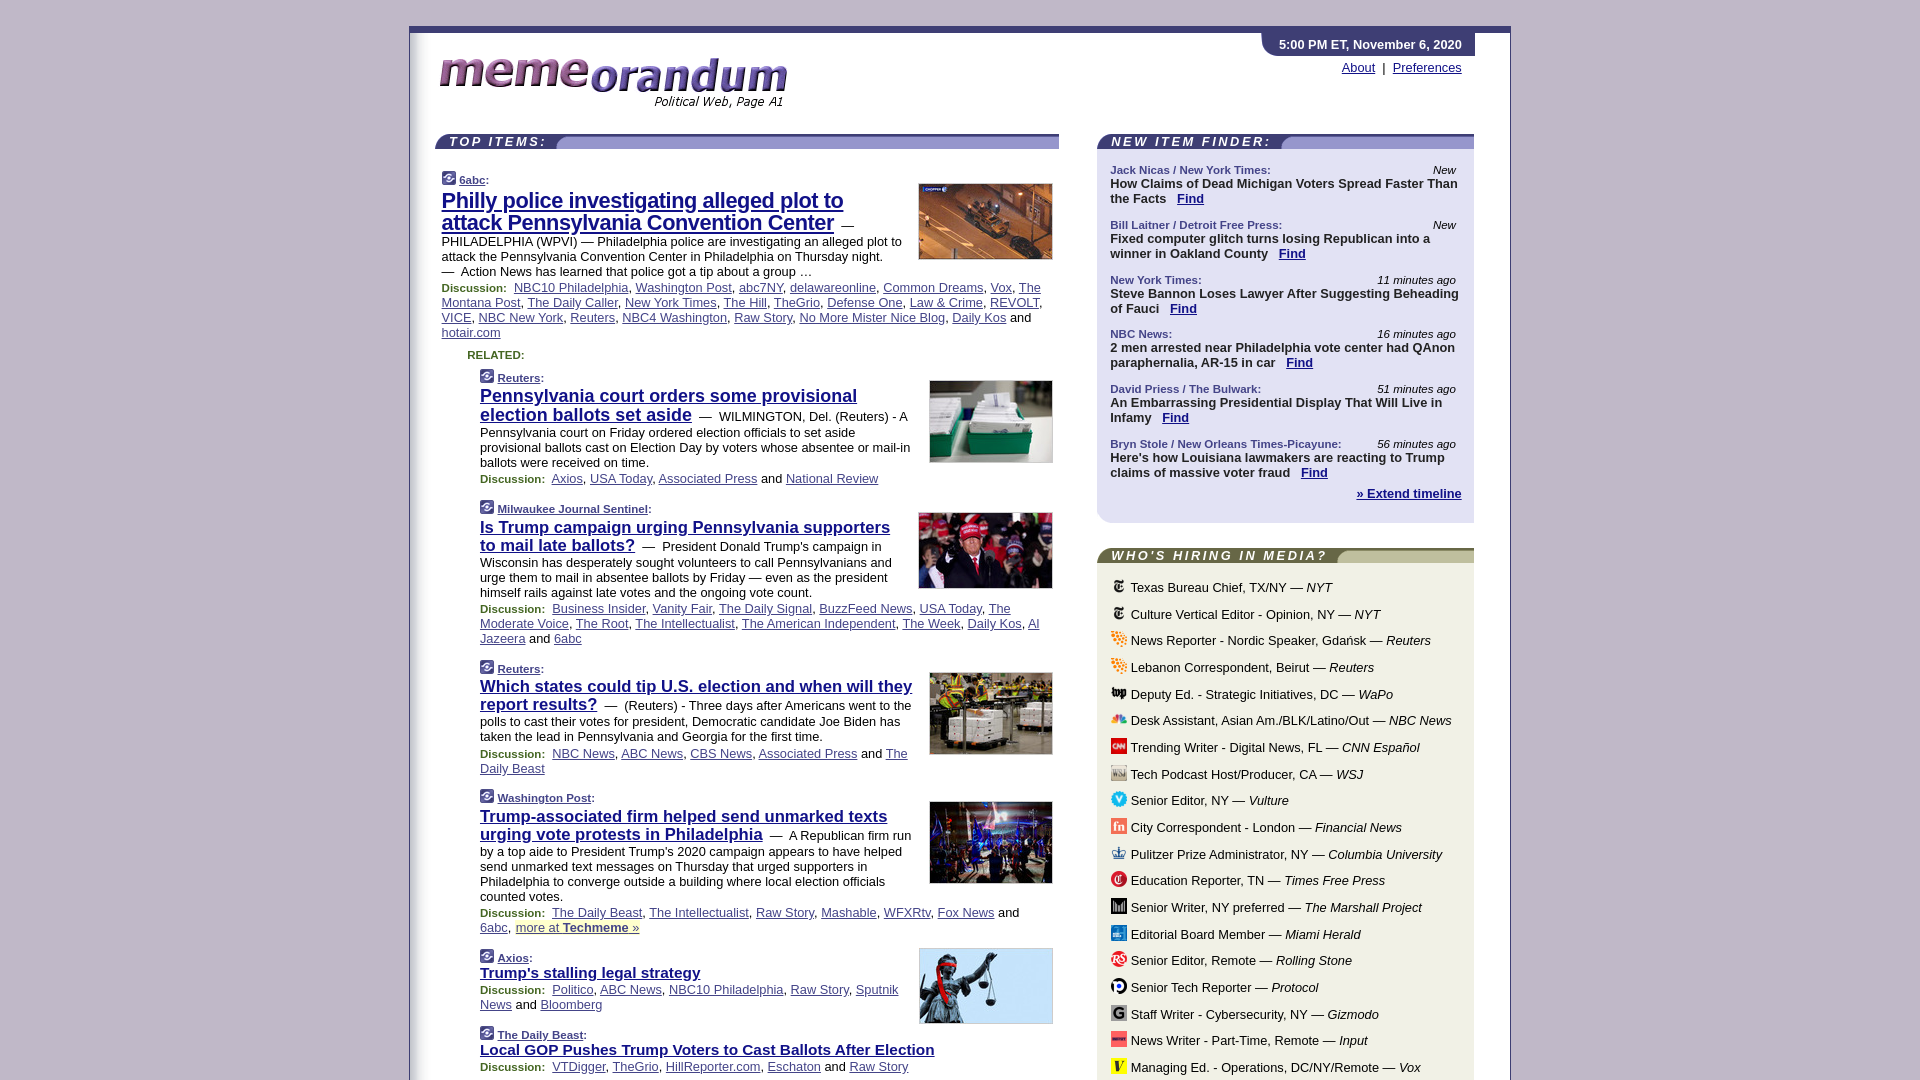 5:00 PM ET, November 6, 2020
memeorandum
Political Web, Page A1
About | Preferences
TOP ITEMS:
6abc:
Philly police investigating alleged plot to
attack Pennsylvania Convention Center —
PHILADELPHIA (WPVI) — Philadelphia police are investigating an alleged plot to
attack the Pennsylvania Convention Center in Philadelphia on Thursday night.
— Action News has learned that police got a tip about a group …
Discussion: NBC10 Philadelphia, Washington Post, abc7NY, delawareonline, Common Dreams, Vox, The
Montana Post, The Daily Caller, New York Times, The Hill, TheGrio, Defense One, Law & Crime, REVOLT,
VICE, NBC New York, Reuters, NBC4 Washington, Raw Story, No More Mister Nice Blog, Daily Kos and
hotair.com
RELATED:
Reuters:
Pennsylvania court orders some provisional
election ballots set aside — WILMINGTON, Del. (Reuters) - A
Pennsylvania court on Friday ordered election officials to set aside
provisional ballots cast on Election Day by voters whose absentee or mail-in
ballots were received on time.
Discussion: Axios, USA Today, Associated Press and National Review
Milwaukee Journal Sentinel:
Is Trump campaign urging Pennsylvania supporters
to mail late ballots? — President Donald Trump's campaign in
Wisconsin has desperately sought volunteers to call Pennsylvanians and
urge them to mail in absentee ballots by Friday — even as the president
himself rails against late votes and the ongoing vote count.
Discussion: Business Insider, Vanity Fair, The Daily Signal, BuzzFeed News, USA Today, The
Moderate Voice, The Root, The Intellectualist, The American Independent, The Week, Daily Kos, Al
Jazeera and 6abc
Reuters:
Which states could tip U.S. election and when will they
report results? — (Reuters) - Three days after Americans went to the
polls to cast their votes for president, Democratic candidate Joe Biden has
taken the lead in Pennsylvania and Georgia for the first time.
Discussion: NBC News, ABC News, CBS News, Associated Press and The
Daily Beast
Washington Post:
Trump-associated firm helped send unmarked texts
urging vote protests in Philadelphia — A Republican firm run
by a top aide to President Trump's 2020 campaign appears to have helped
send unmarked text messages on Thursday that urged supporters in
Philadelphia to converge outside a building where local election officials
counted votes.
Discussion: The Daily Beast, The Intellectualist, Raw Story, Mashable, WFXRtv, Fox News and
6abc, more at Techmeme »
Axios:
Trump's stalling legal strategy
Discussion: Politico, ABC News, NBC10 Philadelphia, Raw Story, Sputnik
News and Bloomberg
The Daily Beast:
Local GOP Pushes Trump Voters to Cast Ballots After Election
Discussion: VTDigger, TheGrio, HillReporter.com, Eschaton and Raw Story
NEW ITEM FINDER:
Jack Nicas / New York Times: New
How Claims of Dead Michigan Voters Spread Faster Than
the Facts Find
Bill Laitner / Detroit Free Press: New
Fixed computer glitch turns losing Republican into a
winner in Oakland County Find
New York Times: 11 minutes ago
Steve Bannon Loses Lawyer After Suggesting Beheading
of Fauci Find
NBC News: 16 minutes ago
2 men arrested near Philadelphia vote center had QAnon
paraphernalia, AR-15 in car Find
David Priess / The Bulwark: 51 minutes ago
An Embarrassing Presidential Display That Will Live in
Infamy Find
Bryn Stole / New Orleans Times-Picayune: 56 minutes ago
Here's how Louisiana lawmakers are reacting to Trump
claims of massive voter fraud Find
» Extend timeline
WHO'S HIRING IN MEDIA?
Texas Bureau Chief, TX/NY — NYT
Culture Vertical Editor - Opinion, NY — NYT
News Reporter - Nordic Speaker, Gdańsk — Reuters
Lebanon Correspondent, Beirut — Reuters
Deputy Ed. - Strategic Initiatives, DC — WaPo
Desk Assistant, Asian Am./BLK/Latino/Out — NBC News
Trending Writer - Digital News, FL — CNN Español
Tech Podcast Host/Producer, CA — WSJ
Senior Editor, NY — Vulture
City Correspondent - London — Financial News
Pulitzer Prize Administrator, NY — Columbia University
Education Reporter, TN — Times Free Press
Senior Writer, NY preferred — The Marshall Project
Editorial Board Member — Miami Herald
Senior Editor, Remote — Rolling Stone
Senior Tech Reporter — Protocol
Staff Writer - Cybersecurity, NY — Gizmodo
News Writer - Part-Time, Remote — Input
Managing Ed. - Operations, DC/NY/Remote — Vox